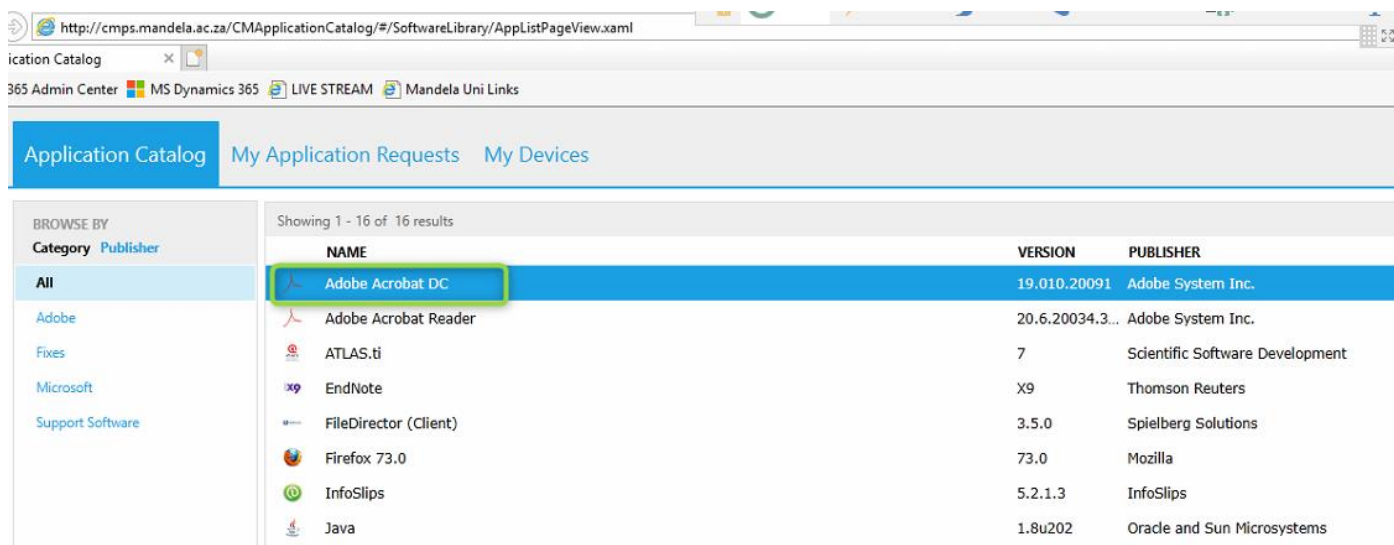 http://cmps.mandela.ac.za/CMApplicationCatalog/#/SoftwareLibrary/AppListPageView.xaml
ication Catalog
365 Admin Center MS Dynamics 365 LIVE STREAM Mandela Uni Links
Application Catalog My Application Requests My Devices
BROWSE BY
Category Publisher
All
Adobe
Fixes
Microsoft
Support Software
Showing 1 - 16 of 16 results
NAME VERSION PUBLISHER
Adobe Acrobat DC 19.010.20091 Adobe System Inc.
Adobe Acrobat Reader 20.6.20034.3... Adobe System Inc.
ATLAS.ti 7 Scientific Software Development
X9 EndNote X9 Thomson Reuters
FileDirector (Client) 3.5.0 Spielberg Solutions
Firefox 73.0 73.0 Mozilla
InfoSlips 5.2.1.3 InfoSlips
Java 1.8u202 Oracle and Sun Microsystems